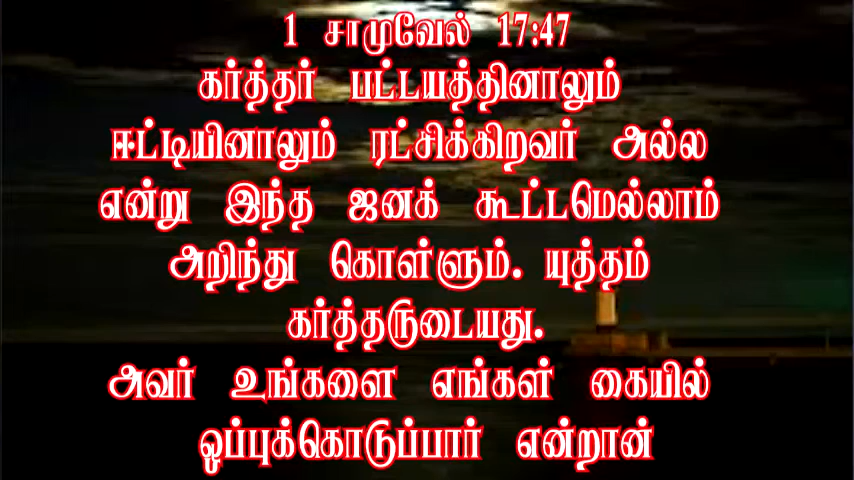 1 சாமுவேல் 17:47
கர்த்தர் பட்டயத்தினாலும்
ஈட்டியினாலும் ரட்சிக்கிறவர் அல்ல
என்று இந்த ஜனக் கூட்டமெல்லாம்
அறிந்து கொள்ளும். யுத்தம்
கர்த்தருடையது.
அவர் உங்களை எங்கள் கையில்
ஒப்புக்கொடுப்பார் என்றான்